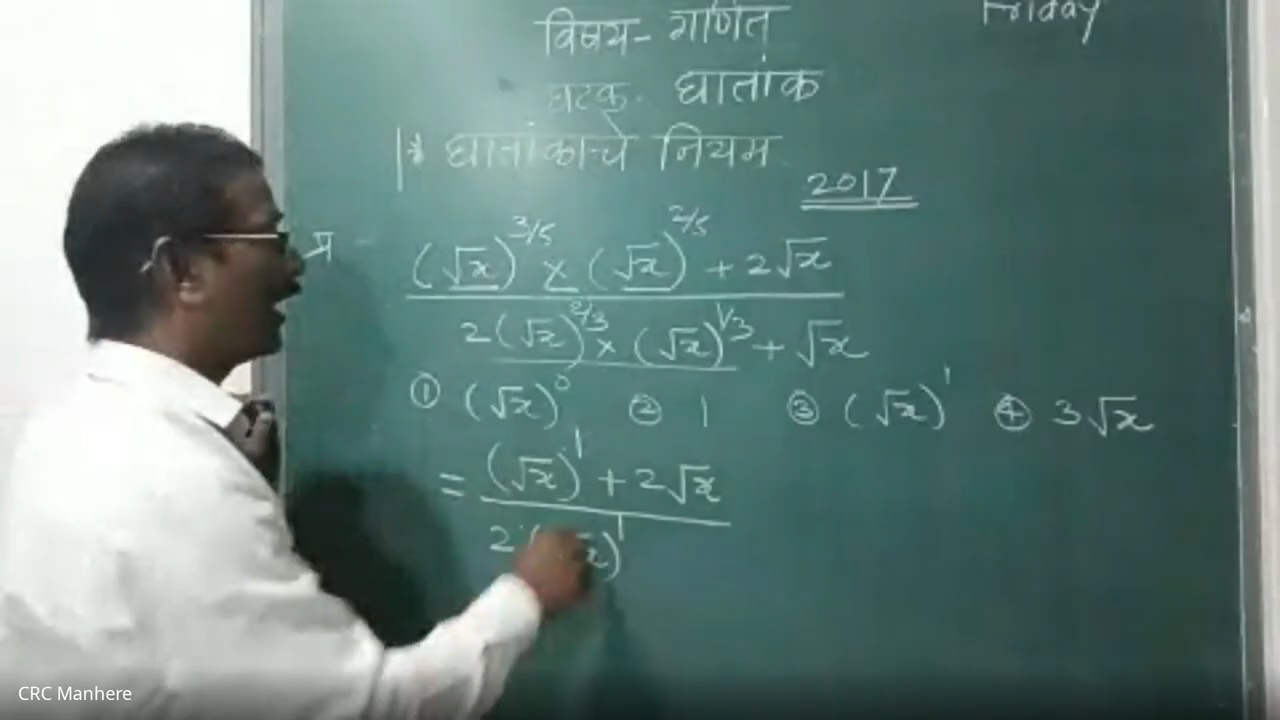 Friday
विषय- गणित
घटक. घातांक
* घातांकाचे नियम
2017
प्र - (√x)^3/5 × (√x)^2/5 + 2√x
2(√x)^2/3 × (√x)^1/3 + √x
① (√x)^0 ② 1 ③ (√x)^1 ④ 3√x
= (√x)^1 + 2√x
2 (√x)^1
CRC Manhere